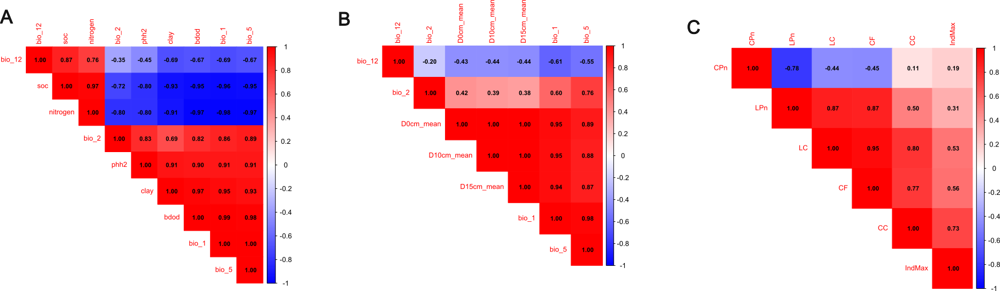 A
bio_12 soc nitrogen bio_2 phh2 clay bdod bio_1 bio_5
bio_12 1.00 0.87 0.76 -0.35 -0.45 -0.69 -0.67 -0.69 -0.67
soc 1.00 0.97 -0.72 -0.80 -0.93 -0.95 -0.96 -0.95
nitrogen 1.00 -0.80 -0.80 -0.91 -0.97 -0.98 -0.97
bio_2 1.00 0.83 0.69 0.82 0.86 0.89
phh2 1.00 0.91 0.90 0.91 0.91
clay 1.00 0.97 0.95 0.93
bdod 1.00 0.99 0.98
bio_1 1.00 1.00
bio_5 1.00
1
0.8
0.6
0.4
0.2
0
-0.2
-0.4
-0.6
-0.8
-1
B
bio_12 bio_2 D0cm_mean D10cm_mean D15cm_mean bio_1 bio_5
bio_12 1.00 -0.20 -0.43 -0.44 -0.44 -0.61 -0.55
bio_2 1.00 0.42 0.39 0.38 0.60 0.76
D0cm_mean 1.00 1.00 1.00 0.95 0.89
D10cm_mean 1.00 1.00 0.95 0.88
D15cm_mean 1.00 0.94 0.87
bio_1 1.00 0.98
bio_5 1.00
1
0.8
0.6
0.4
0.2
0
-0.2
-0.4
-0.6
-0.8
-1
C
CPn LPn LC CF CC IndMax
CPn 1.00 -0.78 -0.44 -0.45 0.11 0.19
LPn 1.00 0.87 0.87 0.50 0.31
LC 1.00 0.95 0.80 0.53
CF 1.00 0.77 0.56
CC 1.00 0.73
IndMax 1.00
1
0.8
0.6
0.4
0.2
0
-0.2
-0.4
-0.6
-0.8
-1